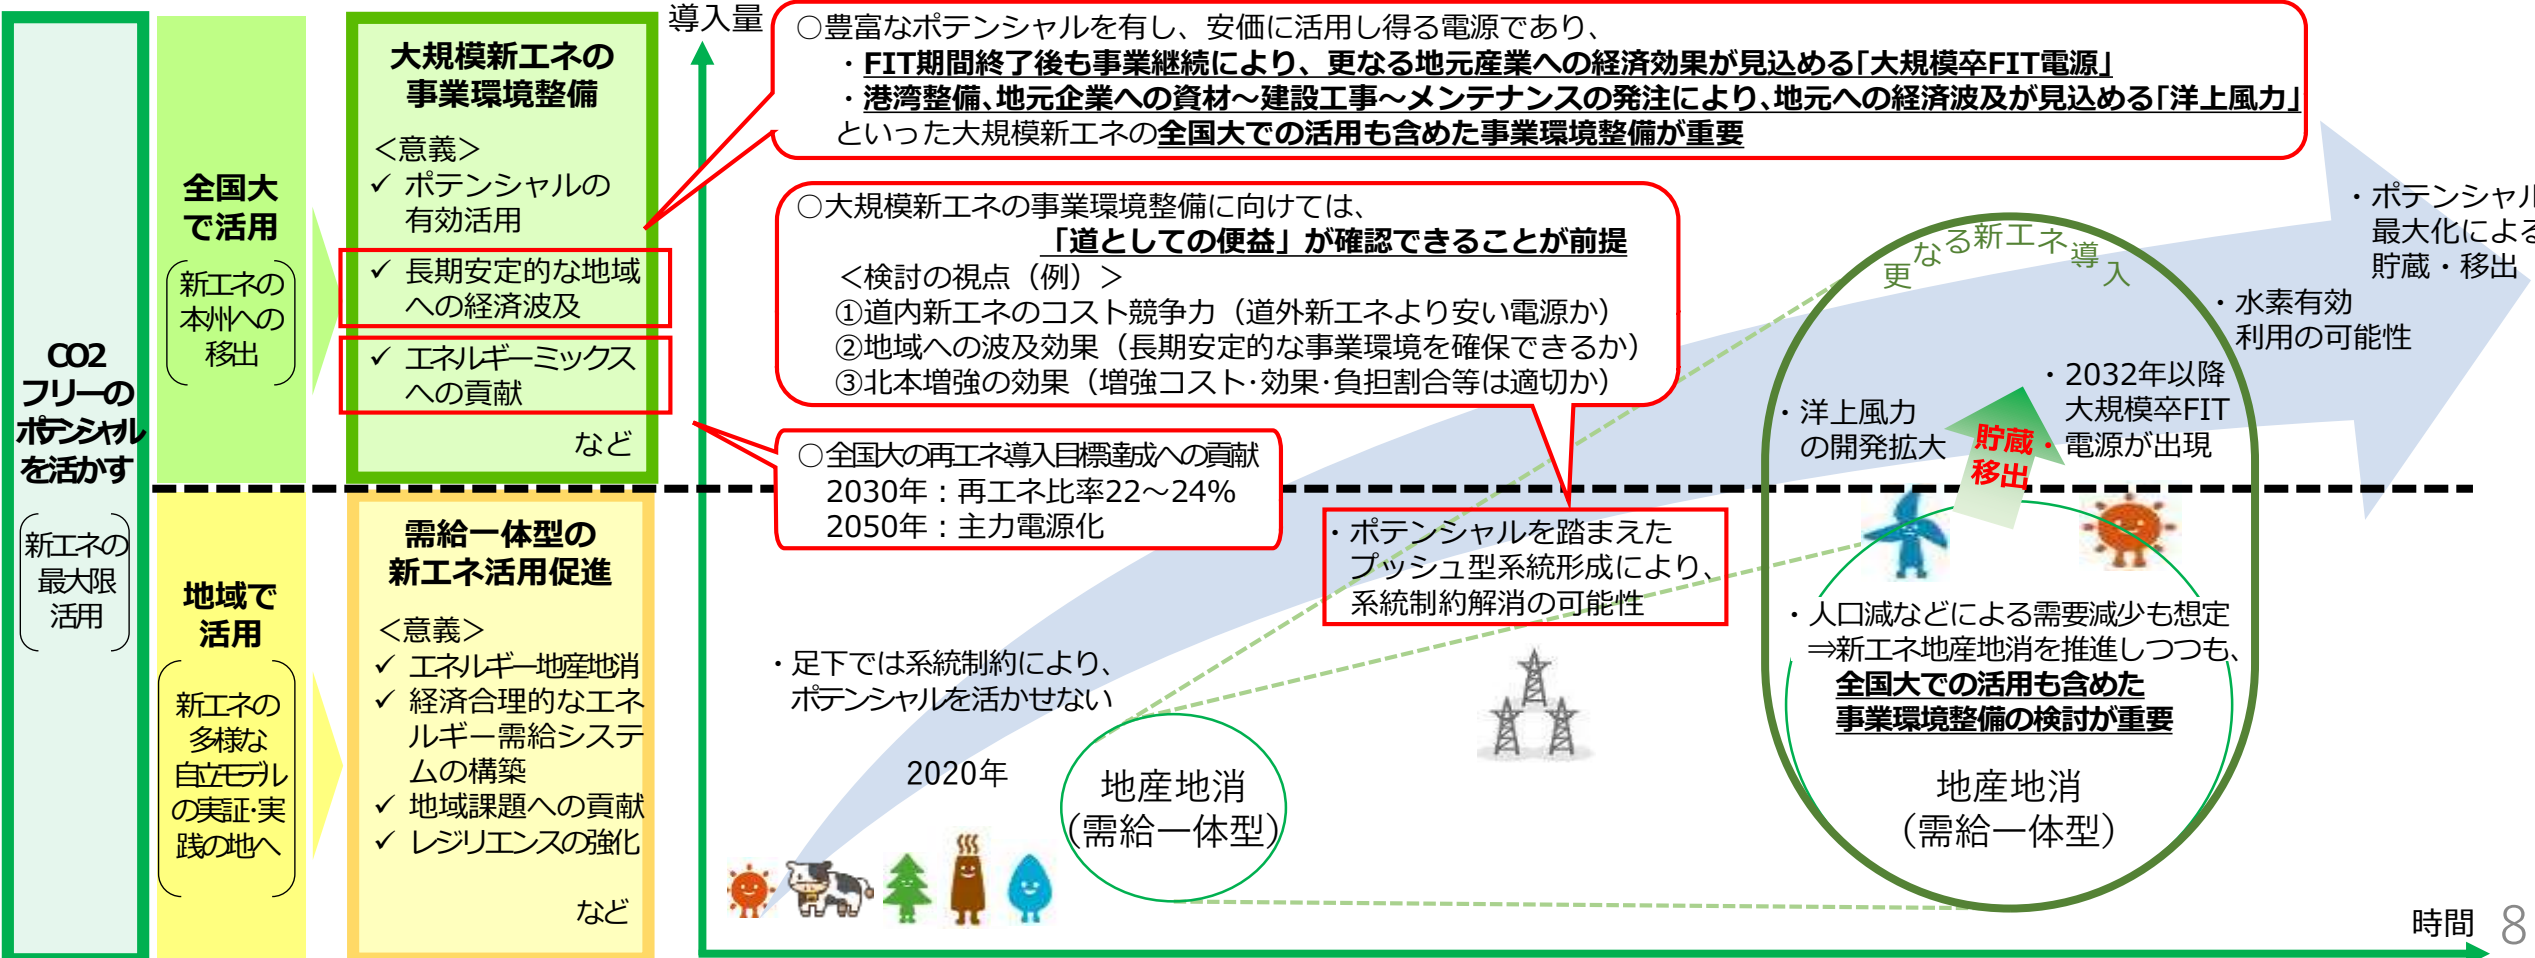 CO2
フリーの
ポテンシャル
を活かす
新エネの
最大限
活用
全国大
で活用
新エネの
本州への
移出
地域で
活用
新エネの
多様な
自立モデル
の実証・実
践の地へ
大規模新エネの
事業環境整備
＜意義＞
✓ ポテンシャルの
有効活用
✓ 長期安定的な地域
への経済波及
✓ エネルギーミックス
への貢献
など
需給一体型の
新エネ活用促進
＜意義＞
✓ エネルギー地産地消
✓ 経済合理的なエネ
ルギー需給システ
ムの構築
✓ 地域課題への貢献
✓ レジリエンスの強化
など
導入量
○豊富なポテンシャルを有し、安価に活用し得る電源であり、
・FIT期間終了後も事業継続により、更なる地元産業への経済効果が見込める「大規模卒FIT電源」
・港湾整備、地元企業への資材～建設工事～メンテナンスの発注により、地元への経済波及が見込める「洋上風力」
といった大規模新エネの全国大での活用も含めた事業環境整備が重要
○大規模新エネの事業環境整備に向けては、
「道としての便益」が確認できることが前提
＜検討の視点（例）＞
①道内新エネのコスト競争力（道外新エネより安い電源か）
②地域への波及効果（長期安定的な事業環境を確保できるか）
③北本増強の効果（増強コスト・効果・負担割合等は適切か）
○全国大の再エネ導入目標達成への貢献
2030年：再エネ比率22～24%
2050年：主力電源化
・ポテンシャルを踏まえた
プッシュ型系統形成により、
系統制約解消の可能性
・足下では系統制約により、
ポテンシャルを活かせない
2020年
地産地消
（需給一体型）
更なる新エネ導入
・洋上風力
の開発拡大
貯蔵・
移出
・2032年以降
大規模卒FIT
電源が出現
・水素有効
利用の可能性
・ポテンシャル
最大化による
貯蔵・移出
・人口減などによる需要減少も想定
⇒新エネ地産地消を推進しつつも、
全国大での活用も含めた
事業環境整備の検討が重要
地産地消
（需給一体型）
時間
8